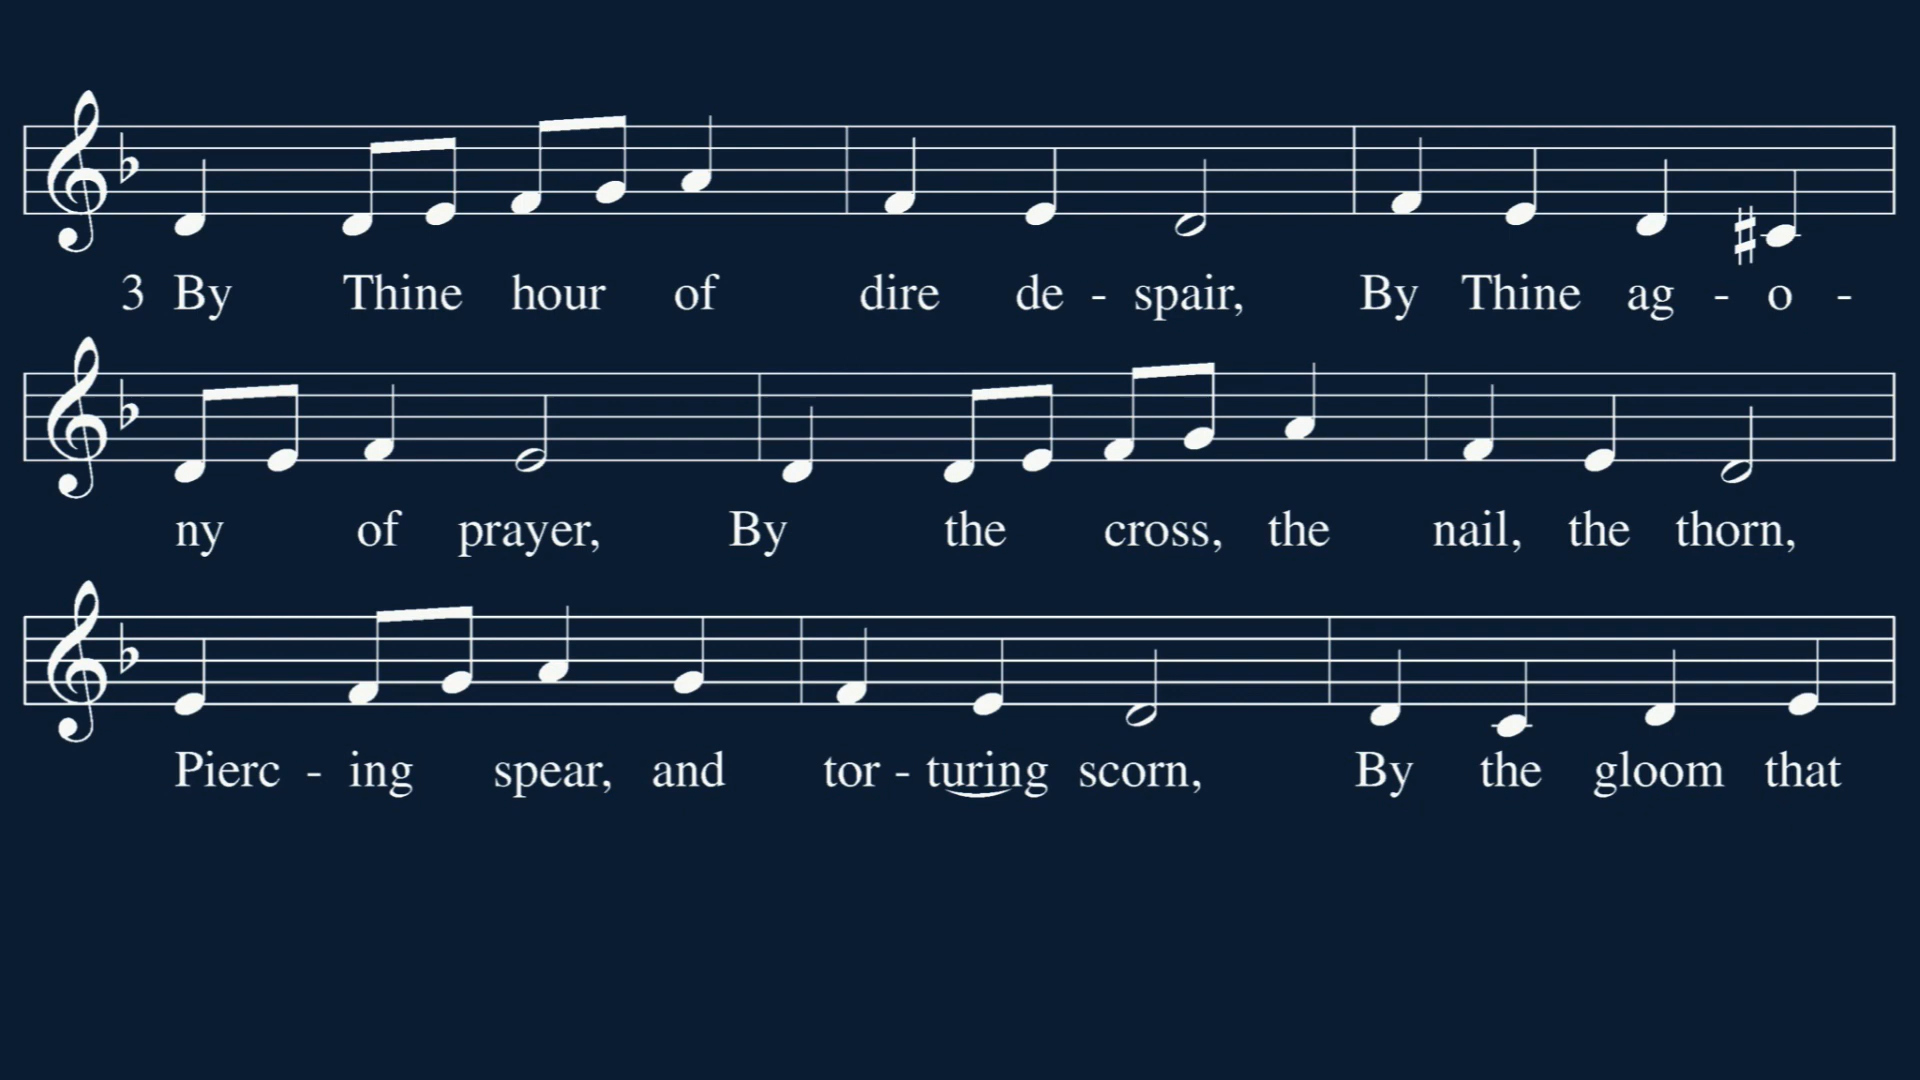 3 By Thine hour of dire de - spair, By Thine ag - o -
ny of prayer, By the cross, the nail, the thorn,
Pierc - ing spear, and tor - turing scorn, By the gloom that